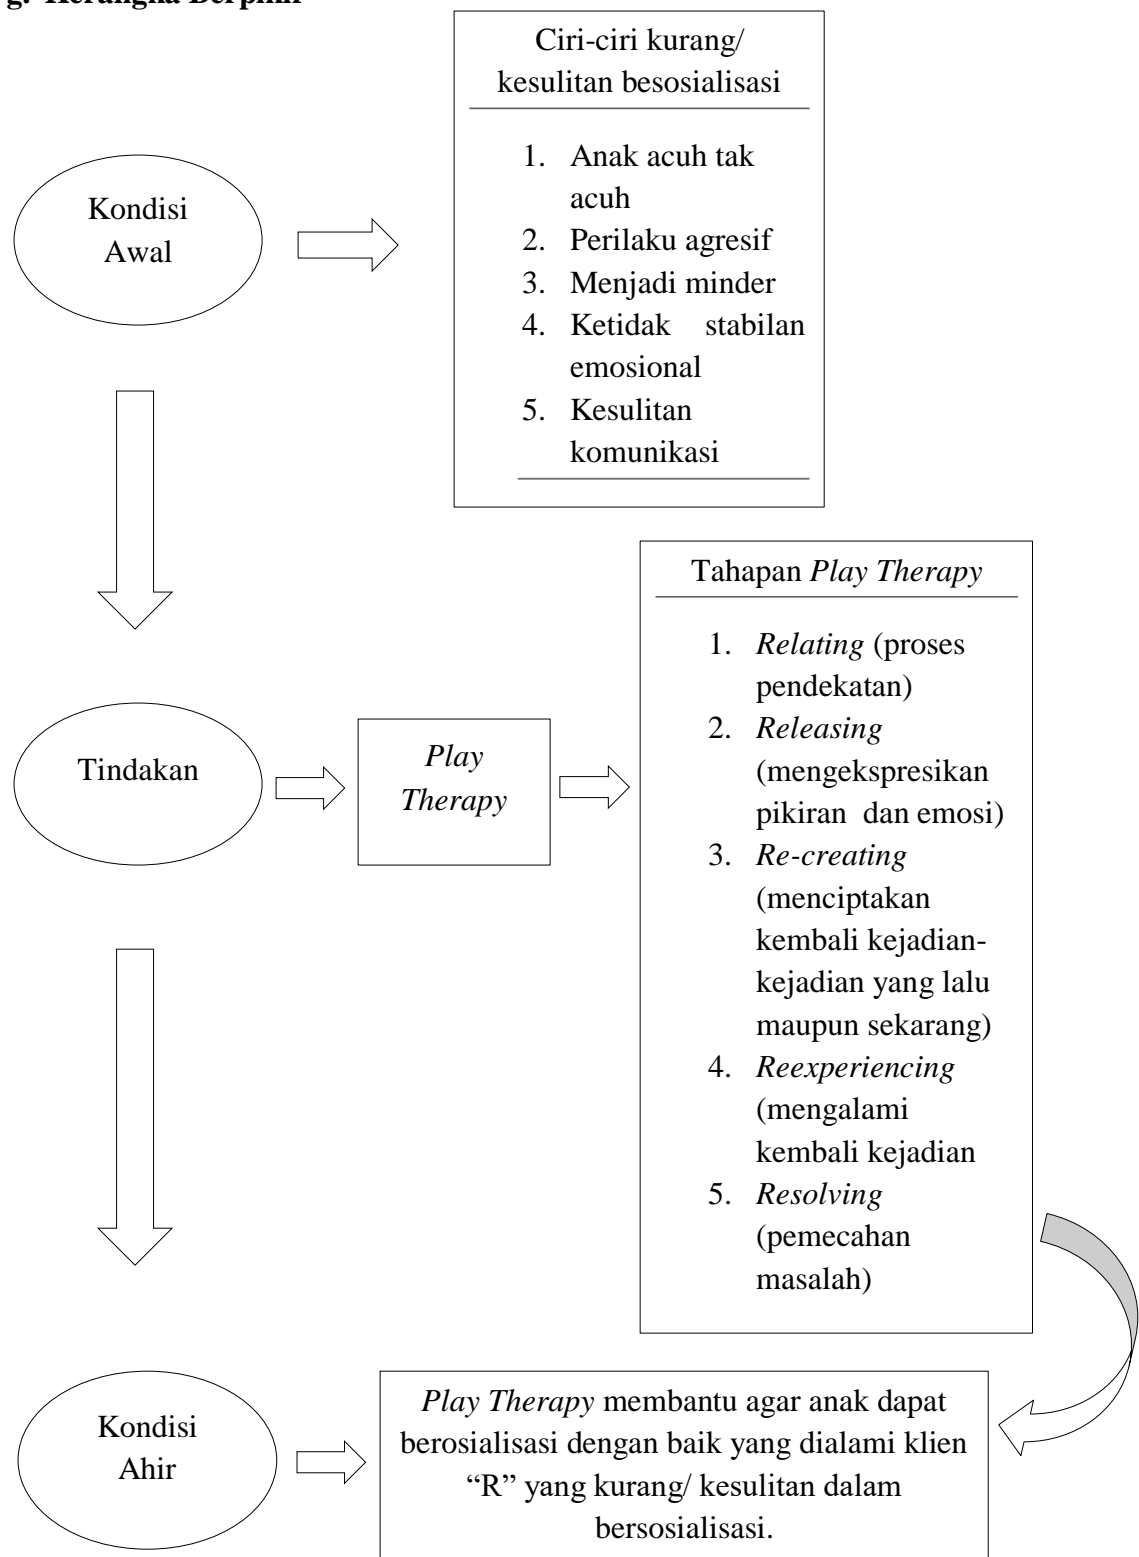 g. Kerangka Berpikir
Ciri-ciri kurang/
kesulitan besosialisasi
1. Anak acuh tak
acuh
2. Perilaku agresif
3. Menjadi minder
4. Ketidak stabilan
emosional
5. Kesulitan
komunikasi
Kondisi
Awal
Tahapan Play Therapy
1. Relating (proses
pendekatan)
2. Releasing
(mengekspresikan
pikiran dan emosi)
3. Re-creating
(menciptakan
kembali kejadian-
kejadian yang lalu
maupun sekarang)
4. Reexperiencing
(mengalami
kembali kejadian
5. Resolving
(pemecahan
masalah)
Tindakan
Play
Therapy
Kondisi
Ahir
Play Therapy membantu agar anak dapat
berosialisasi dengan baik yang dialami klien
“R” yang kurang/ kesulitan dalam
bersosialisasi.